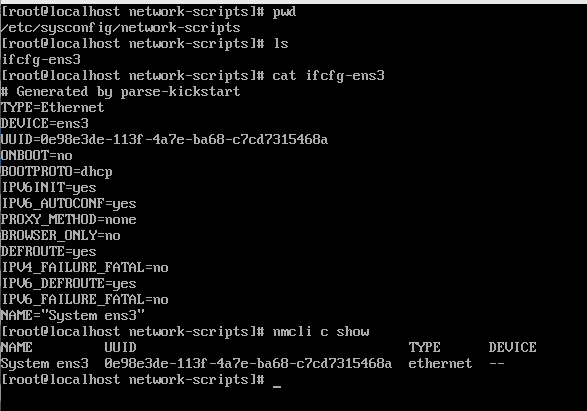 [root@localhost network-scripts]# pwd
/etc/sysconfig/network-scripts
[root@localhost network-scripts]# ls
ifcfg-ens3
[root@localhost network-scripts]# cat ifcfg-ens3
# Generated by parse-kickstart
TYPE=Ethernet
DEVICE=ens3
UUID=0e98e3de-113f-4a7e-ba68-c7cd7315468a
ONBOOT=no
BOOTPROTO=dhcp
IPV6INIT=yes
IPV6_AUTOCONF=yes
PROXY_METHOD=none
BROWSER_ONLY=no
DEFROUTE=yes
IPV4_FAILURE_FATAL=no
IPV6_DEFROUTE=yes
IPV6_FAILURE_FATAL=no
NAME="System ens3"
[root@localhost network-scripts]# nmcli c show
NAME         UUID                                  TYPE      DEVICE
System ens3  0e98e3de-113f-4a7e-ba68-c7cd7315468a  ethernet  --
[root@localhost network-scripts]# _